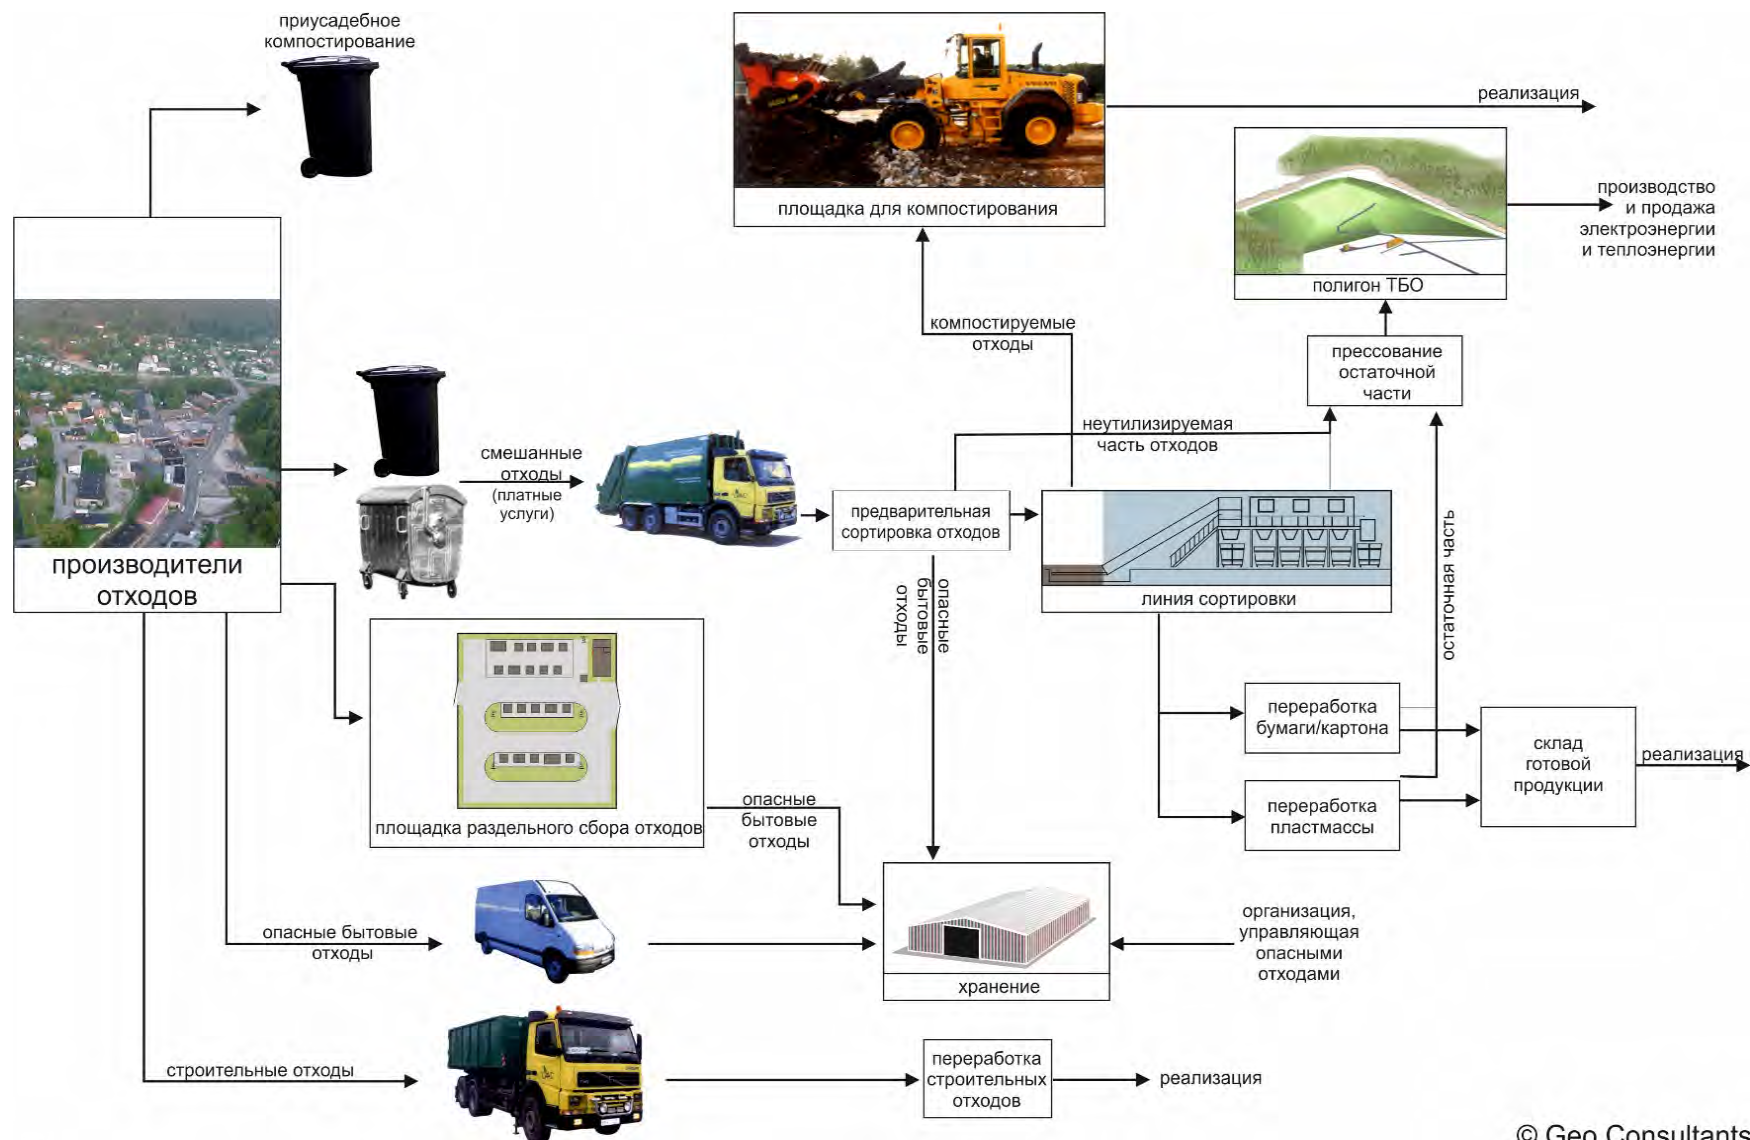 приусадебное
компостирование
площадка для компостирования
реализация
производство
и продажа
электроэнергии
и теплоэнергии
полигон ТБО
компостируемые
отходы
прессование
остаточной
части
неутилизируемая
часть отходов
смешанные
отходы
(платные
услуги)
предварительная
сортировка отходов
линия сортировки
остаточная часть
производители
отходов
опасные
бытовые
отходы
площадка раздельного сбора отходов
опасные
бытовые
отходы
переработка
бумаги/картона
переработка
пластмассы
склад
готовой
продукции
реализация
опасные бытовые
отходы
хранение
организация,
управляющая
опасными
отходами
строительные отходы
переработка
строительных
отходов
реализация
© Geo Consultants